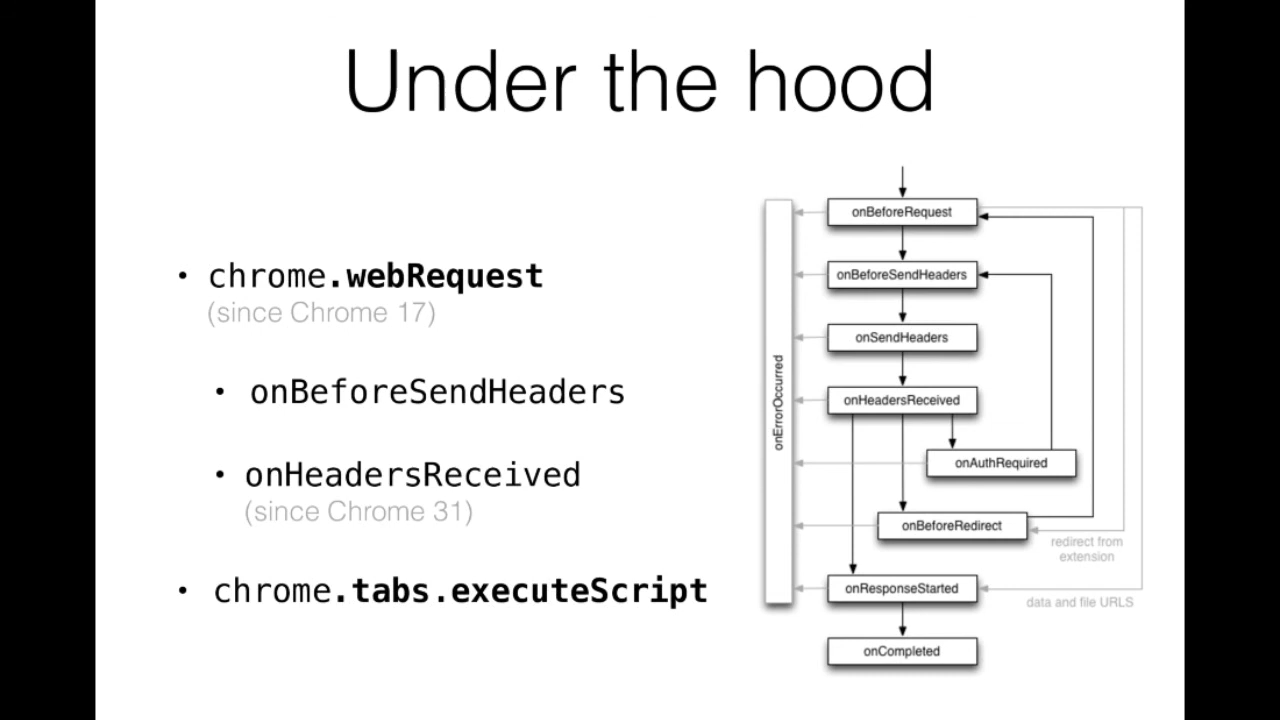 Under the hood
• chrome.webRequest
(since Chrome 17)
• onBeforeSendHeaders
• onHeadersReceived
(since Chrome 31)
• chrome.tabs.executeScript
onErrorOccurred
onBeforeRequest
onBeforeSendHeaders
onSendHeaders
onHeadersReceived
onAuthRequired
onBeforeRedirect
redirect from
extension
onResponseStarted
data and file URLS
onCompleted